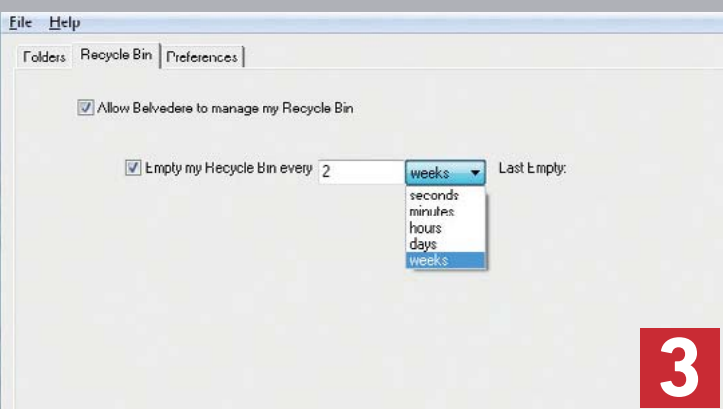 File Help
Folders Recycle Bin Preferences
Allow Belvedere to manage my Recycle Bin
Empty my Recycle Bin every 2 weeks Last Empty:
seconds
minutes
hours
days
weeks
3